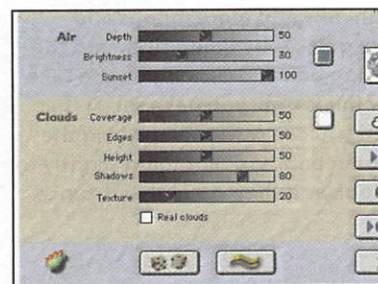 Air Depth 50
Brightness 30
Sunset 100
Clouds Coverage 50
Edges 50
Height 50
Shadows 80
Texture 20
Real clouds